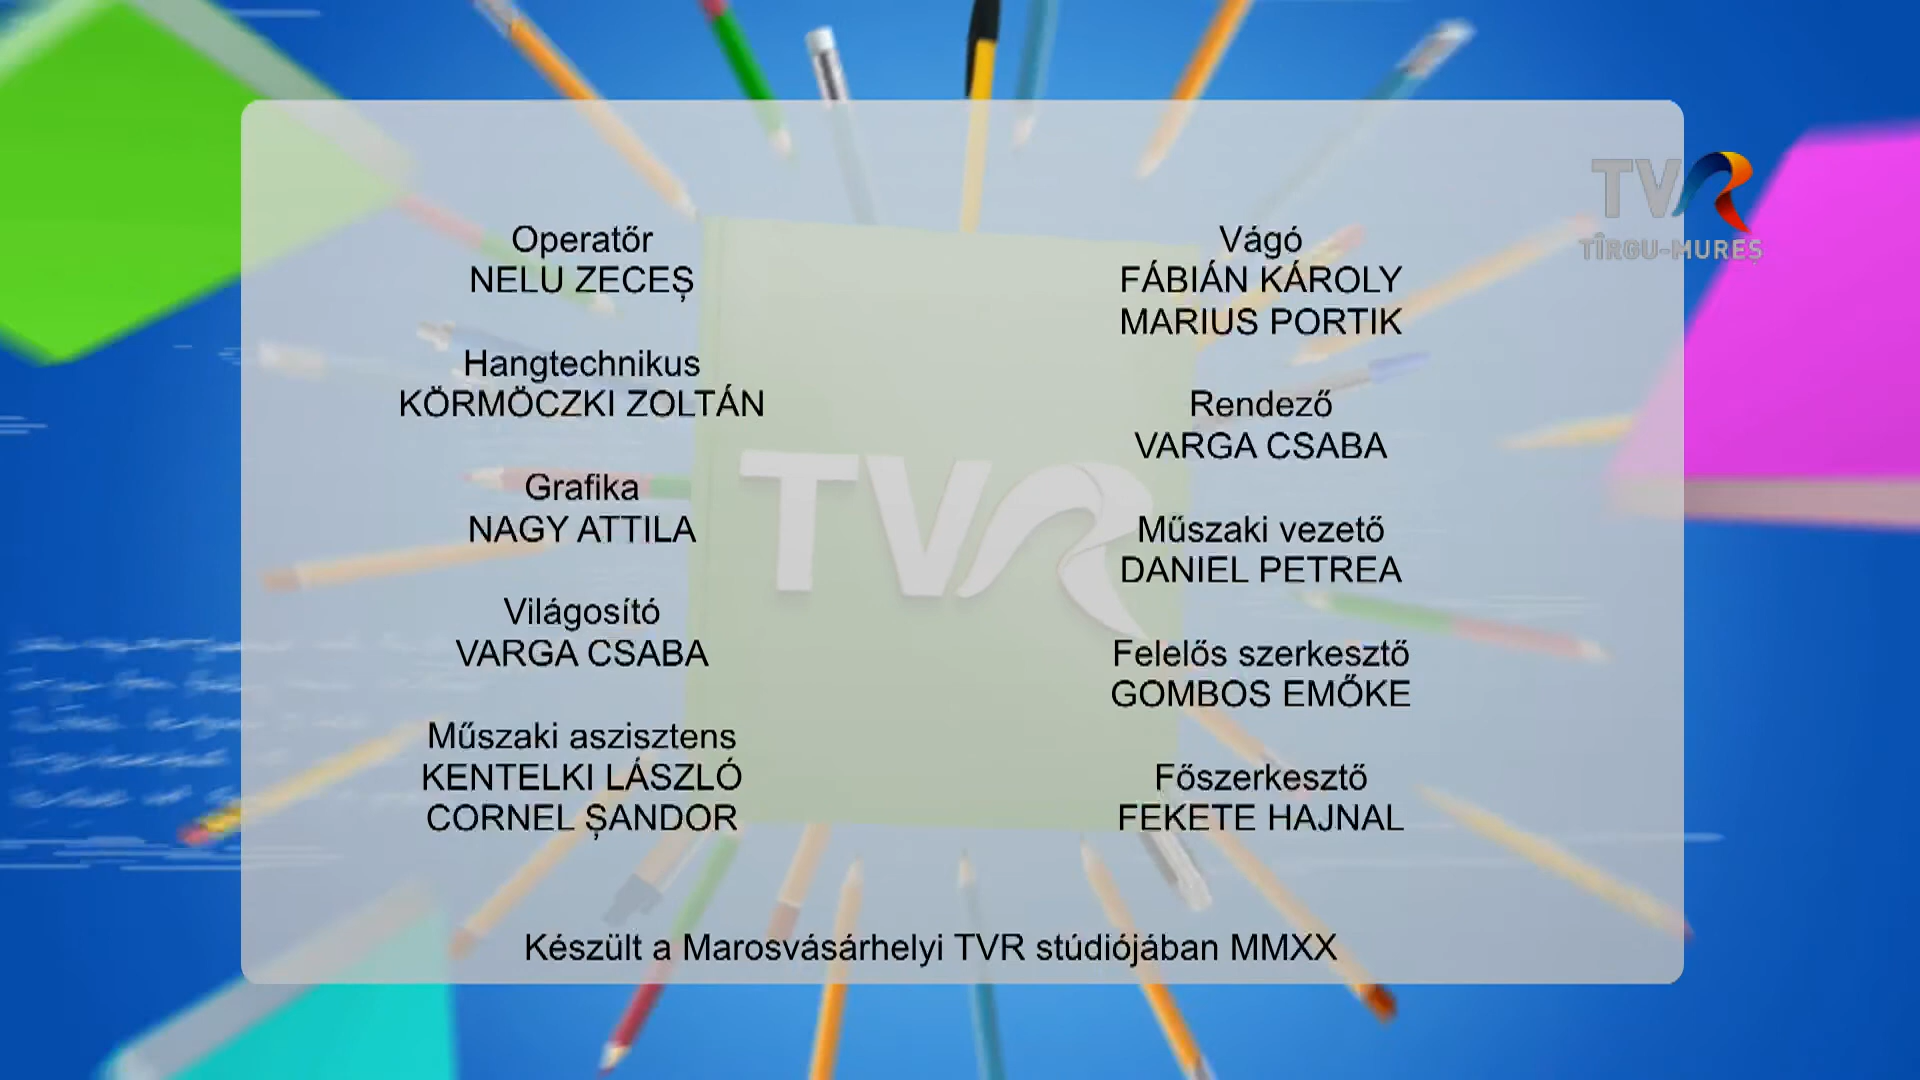 Operatőr
NELU ZECEȘ
Hangtechnikus
KÖRMÖCZKI ZOLTÁN
Grafika
NAGY ATTILA
Világosító
VARGA CSABA
Műszaki aszisztens
KENTELKI LÁSZLÓ
CORNEL ȘANDOR
Vágó
FÁBIÁN KÁROLY
MARIUS PORTIK
Rendező
VARGA CSABA
Műszaki vezető
DANIEL PETREA
Felelős szerkesztő
GOMBOS EMŐKE
Főszerkesztő
FEKETE HAJNAL
Készült a Marosvásárhelyi TVR stúdiójában MMXX
TVR
TVR
TÎRGU-MUREȘ